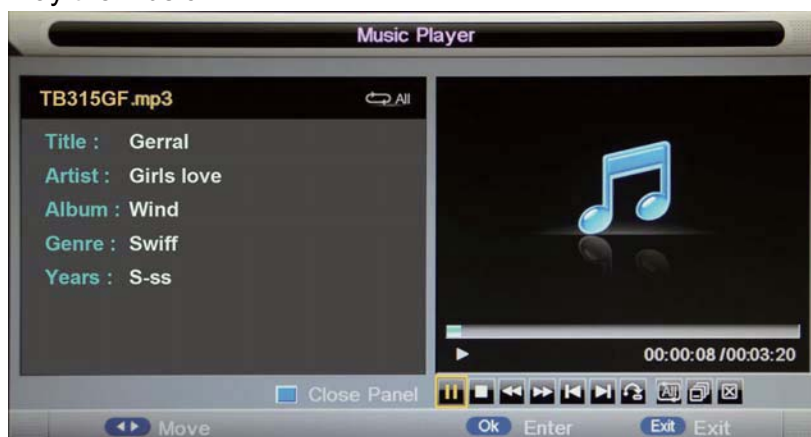 Music Player
TB315GF.mp3 All
Title : Gerral
Artist : Girls love
Album : Wind
Genre : Swiff
Years : S-ss
00:00:08 /00:03:20
All
Close Panel
Move Ok Enter Exit Exit